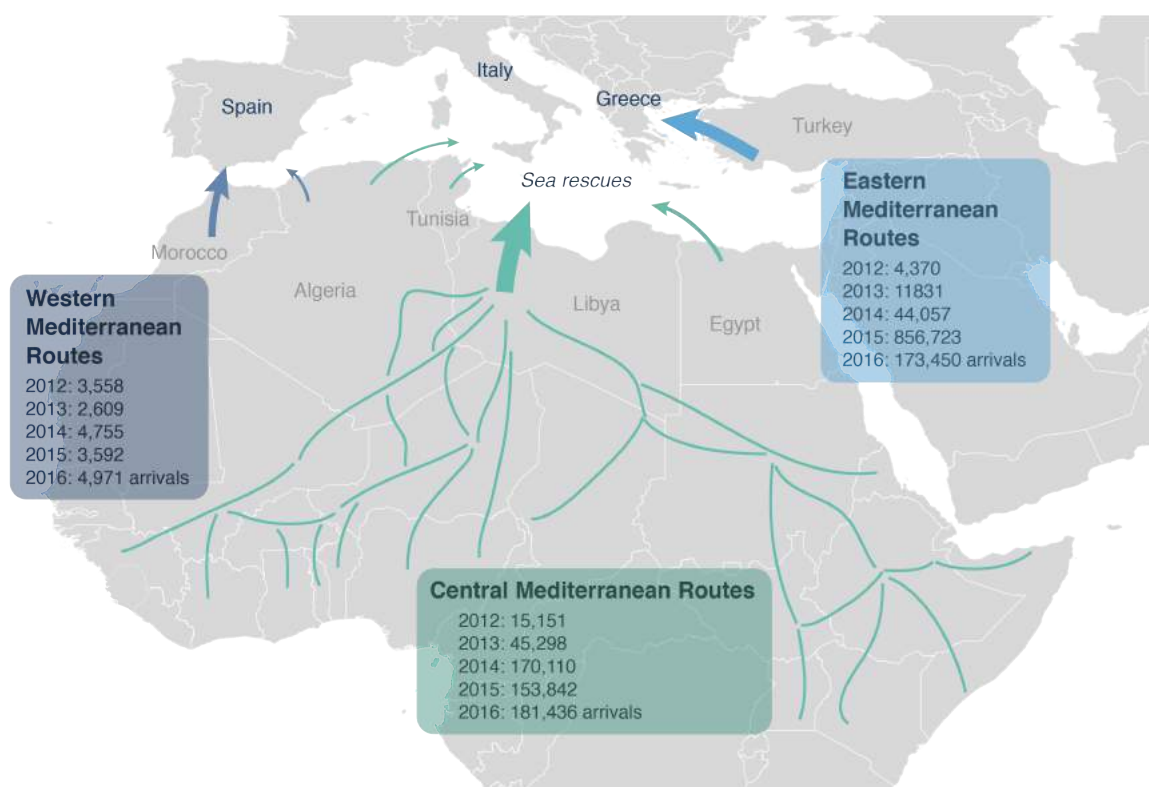 Italy
Spain
Greece
Turkey
Sea rescues
Tunisia
Morocco
Algeria
Libya
Egypt
Eastern
Mediterranean
Routes
2012: 4,370
2013: 11831
2014: 44,057
2015: 856,723
2016: 173,450 arrivals
Western
Mediterranean
Routes
2012: 3,558
2013: 2,609
2014: 4,755
2015: 3,592
2016: 4,971 arrivals
Central Mediterranean Routes
2012: 15,151
2013: 45,298
2014: 170,110
2015: 153,842
2016: 181,436 arrivals